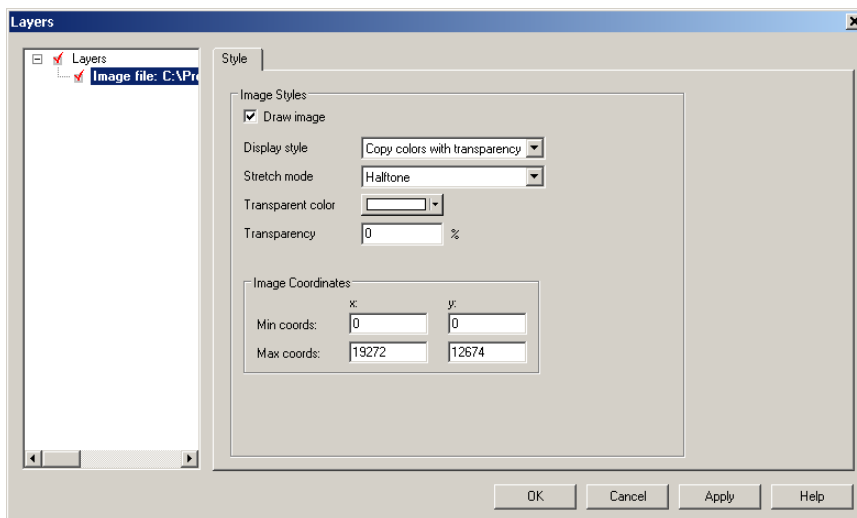 Layers
Layers
Image file: C:\Pro
Style
Image Styles
Draw image
Display style Copy colors with transparency
Stretch mode Halftone
Transparent color
Transparency 0 %
Image Coordinates
x: y:
Min coords: 0 0
Max coords: 19272 12674
OK Cancel Apply Help